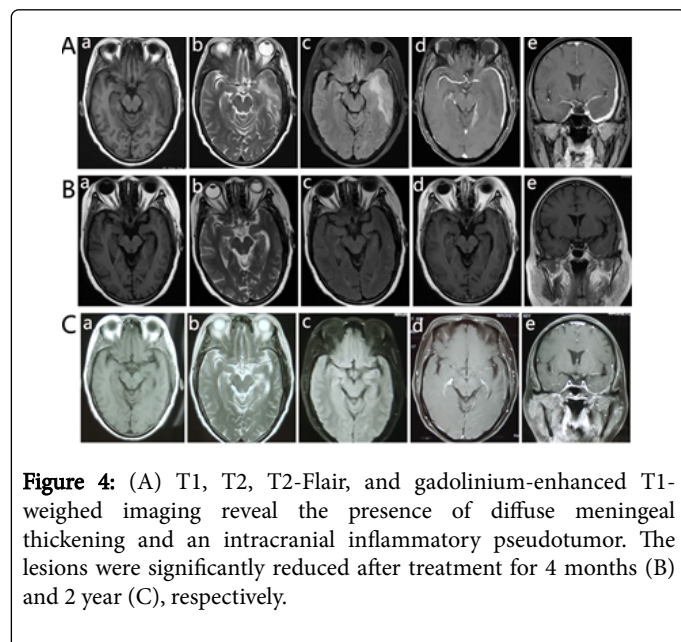 A a b c d e
B a b c d e
C a b c d e
Figure 4: (A) T1, T2, T2-Flair, and gadolinium-enhanced T1-
weighed imaging reveal the presence of diffuse meningeal
thickening and an intracranial inflammatory pseudotumor. The
lesions were significantly reduced after treatment for 4 months (B)
and 2 year (C), respectively.